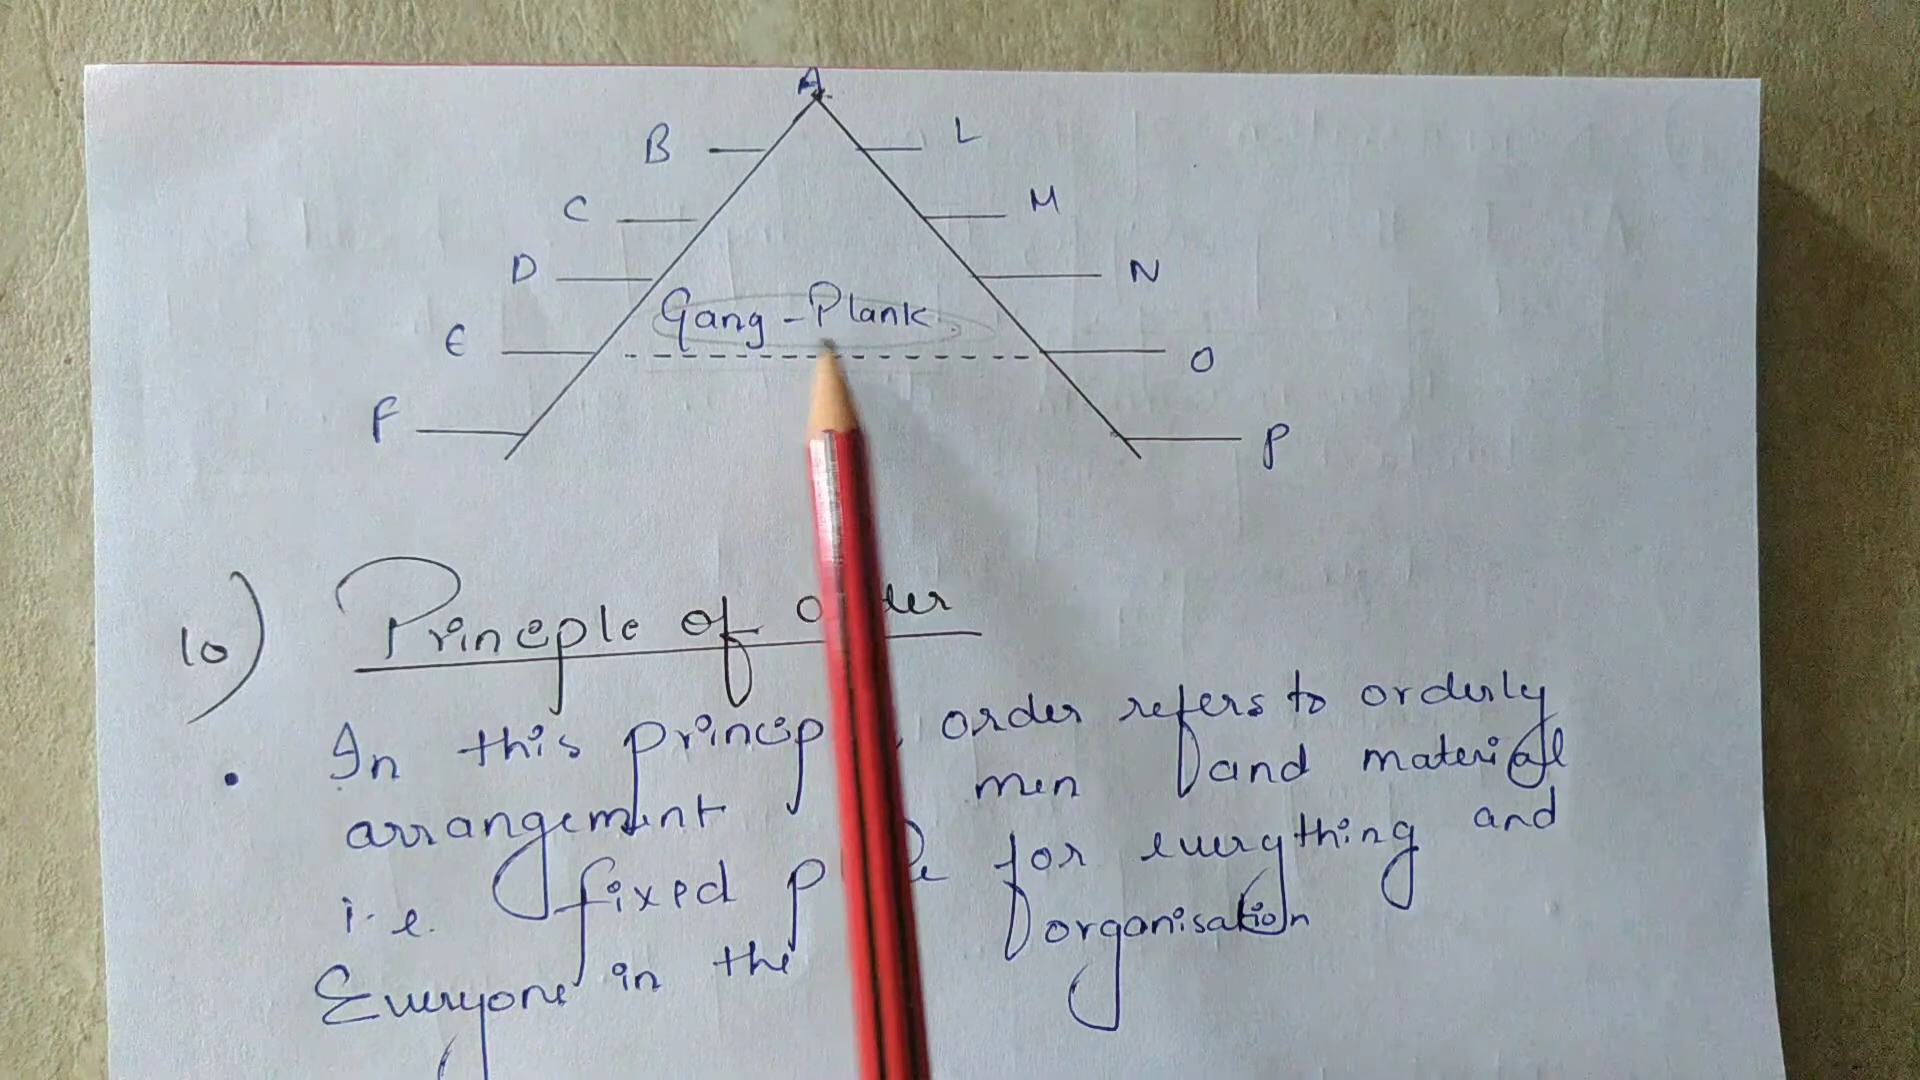 A
B L
C M
D N
Gang-Plank
E O
F P
10) Principle of
In this order refers to orderly
arrangement men and material
i.e. fixed for everything and
Everyone in the organisation